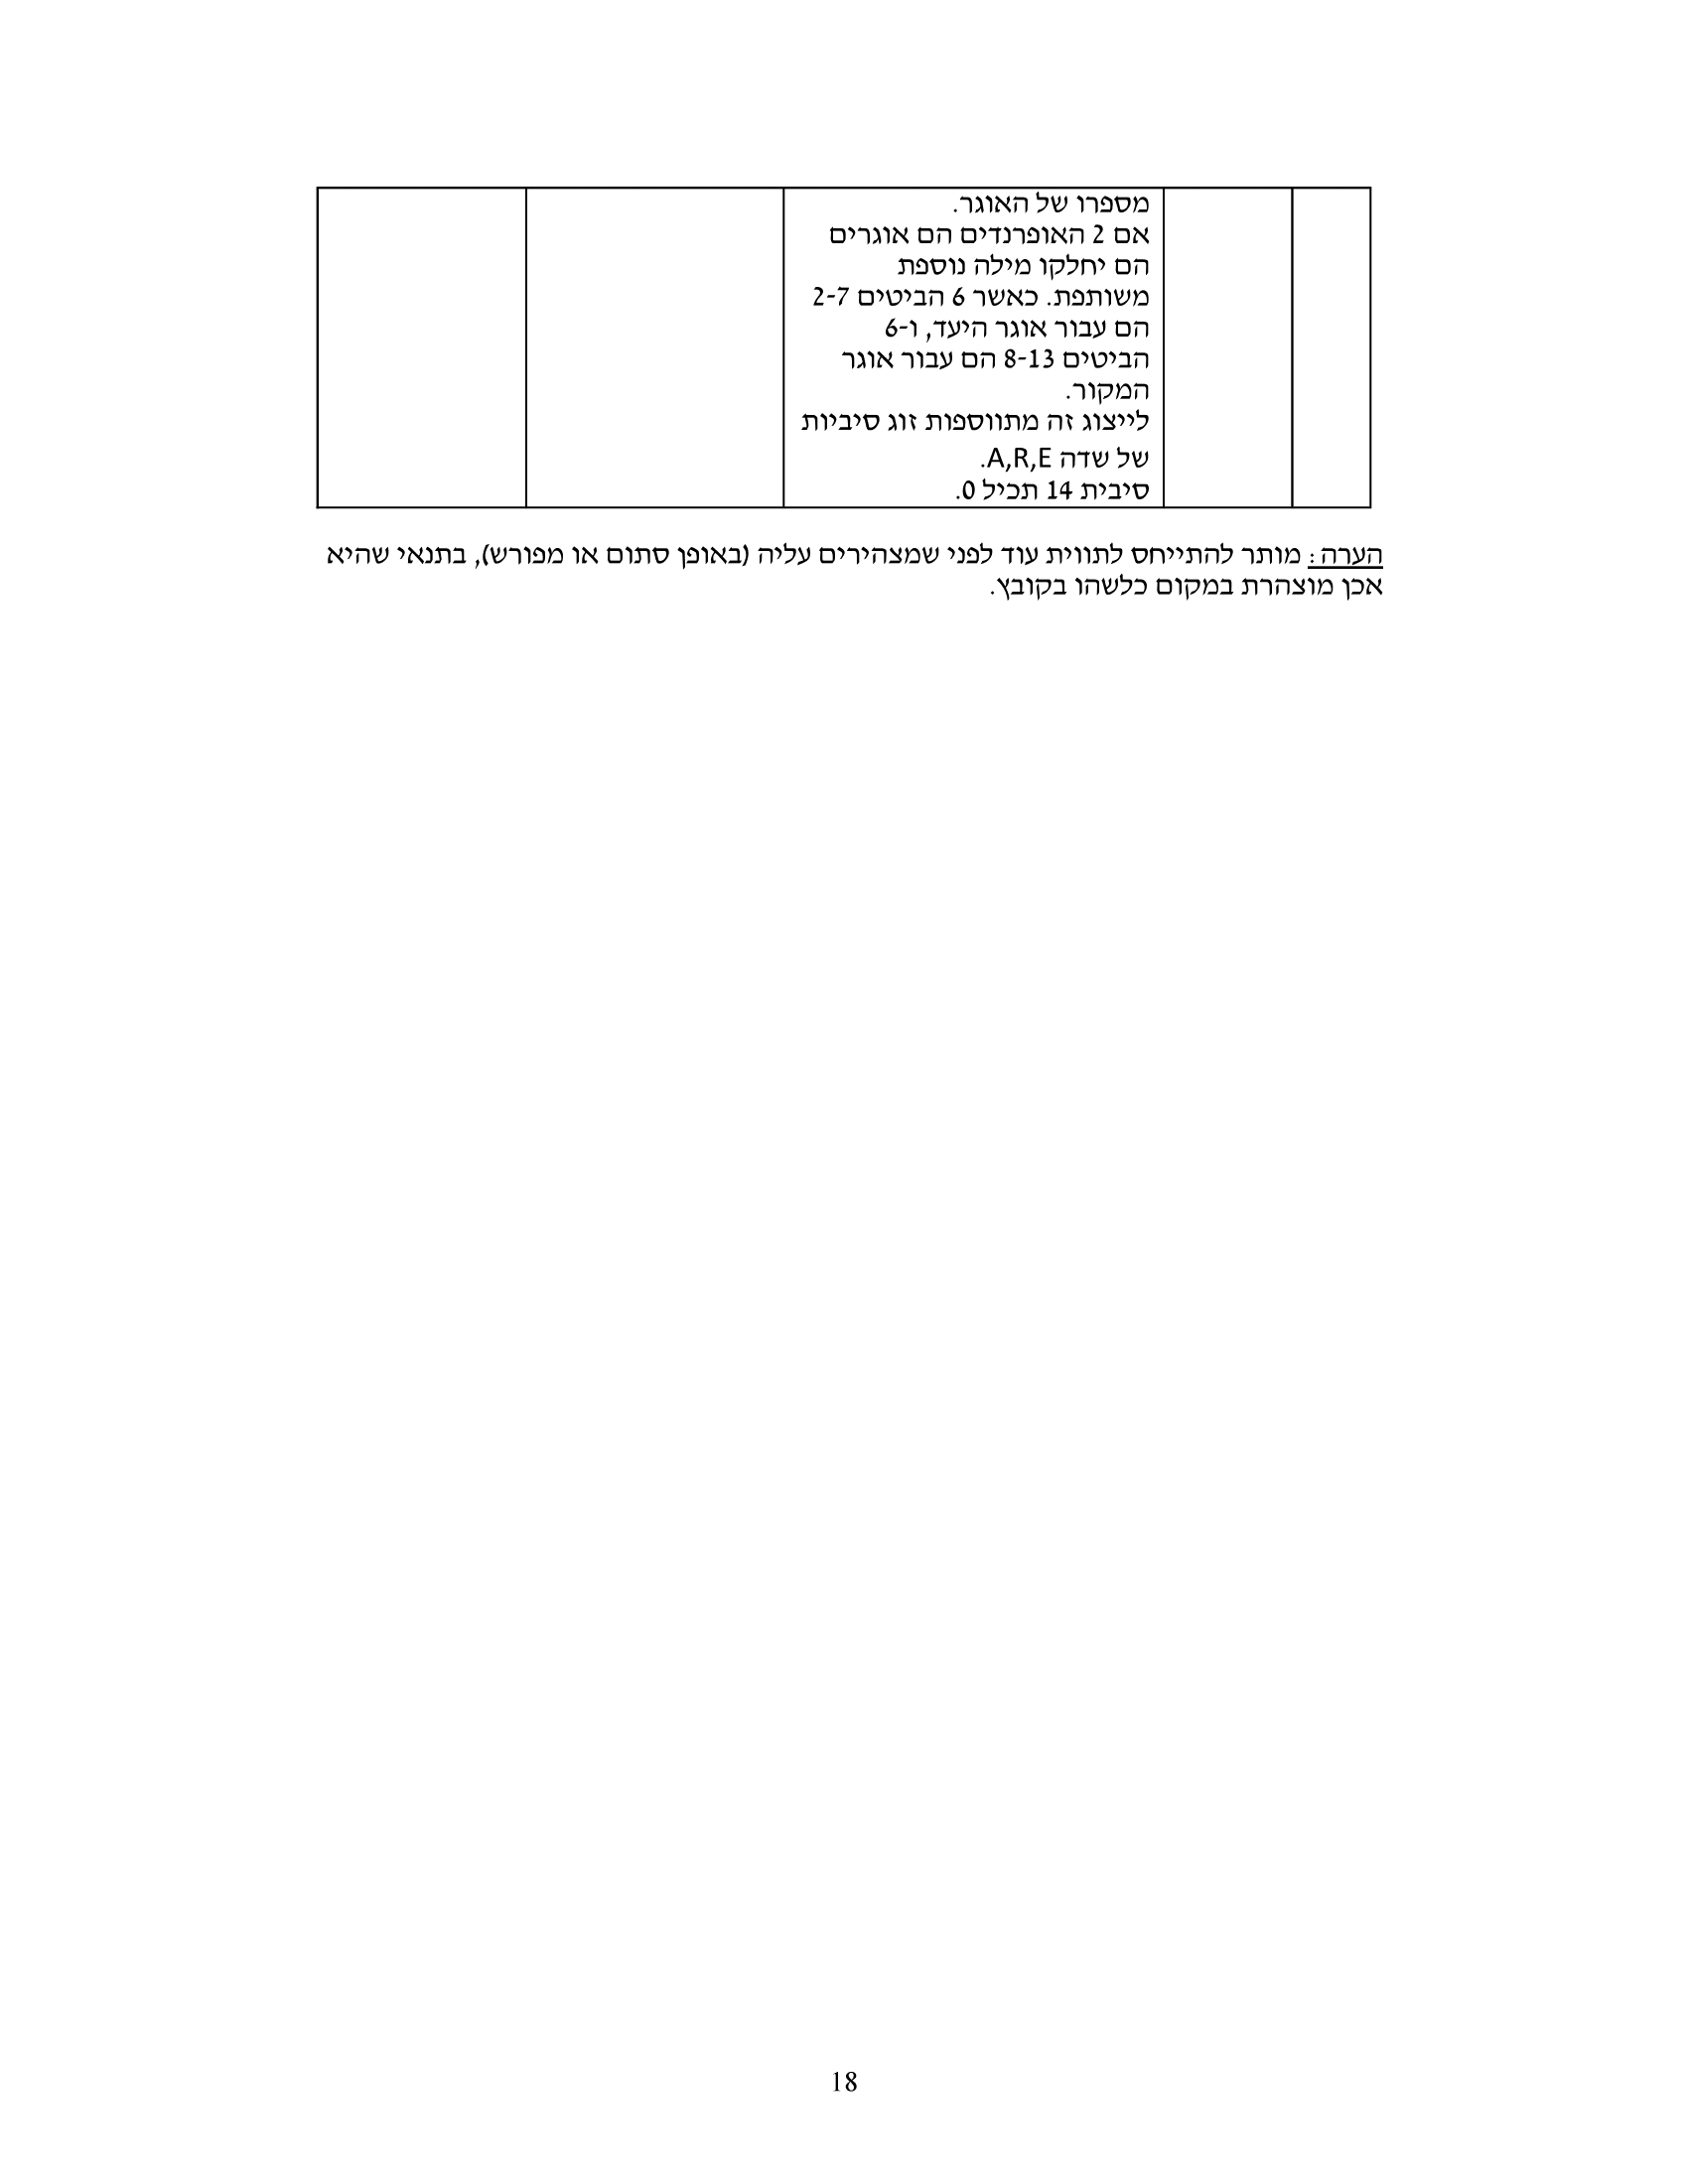 מספרו של האוגר.
אם 2 האופרנדים הם אוגרים
הם יחלקו מילה נוספת
משותפת. כאשר 6 הביטים 2-7
הם עבור אוגר היעד, ו-6
הביטים 8-13 הם עבור אוגר
המקור.
לייצוג זה מתווספות זוג סיביות
של שדה A,R,E.
סיבית 14 תכיל 0.
הערה: מותר להתייחס לתווית עוד לפני שמצהירים עליה (באופן סתום או מפורש), בתנאי שהיא
אכן מוצהרת במקום כלשהו בקובץ.
18